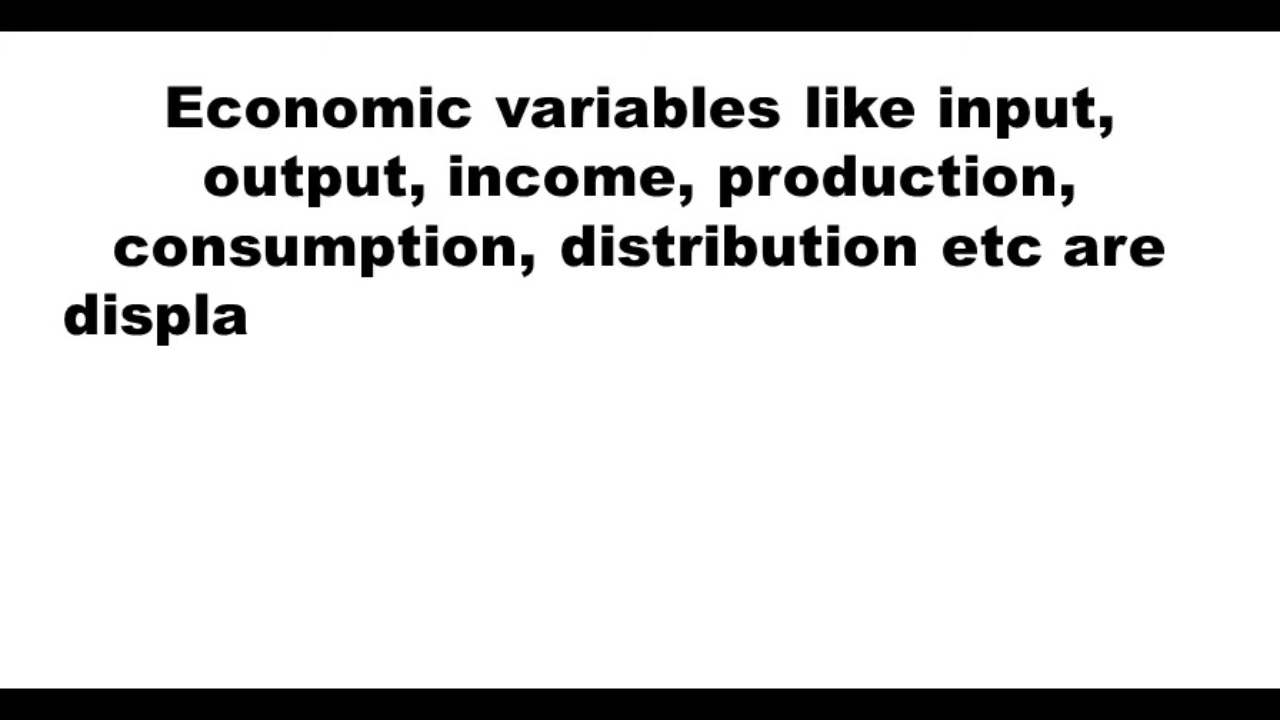 Economic variables like input,
output, income, production,
consumption, distribution etc are
displa